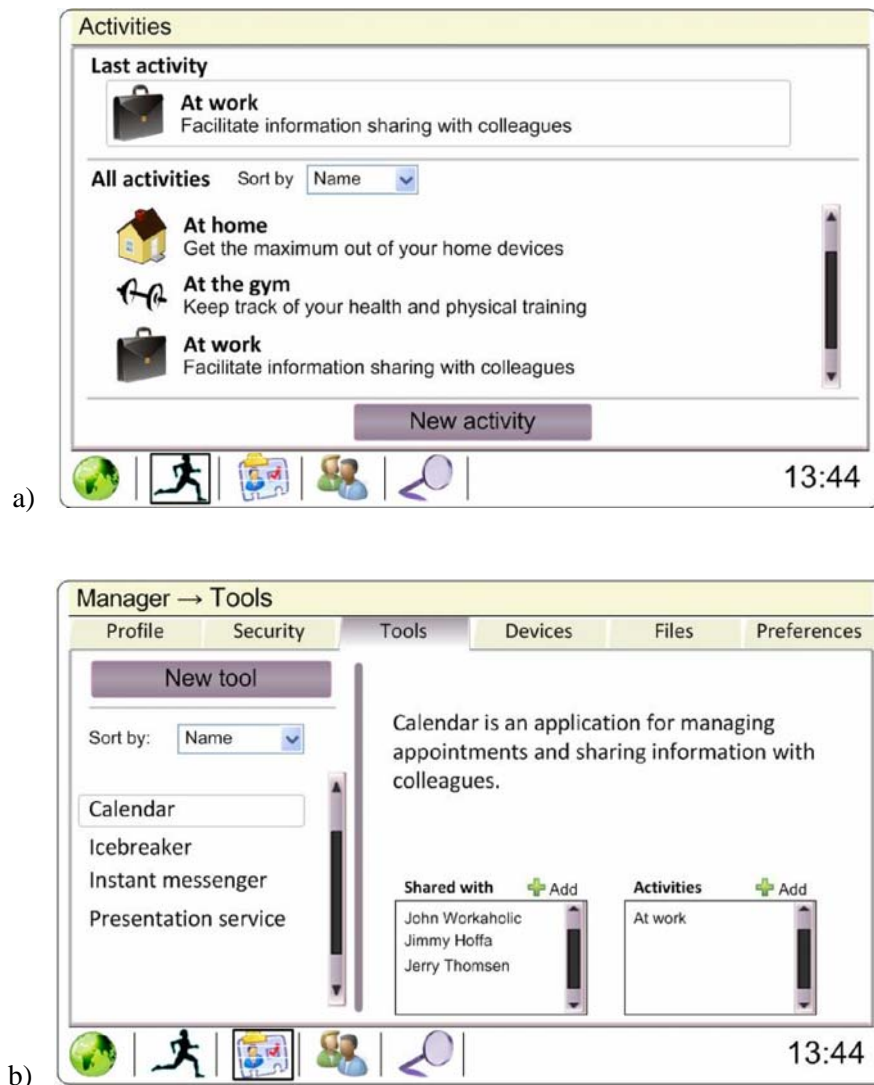 Activities
Last activity
At work
Facilitate information sharing with colleagues
All activities Sort by Name
At home
Get the maximum out of your home devices
At the gym
Keep track of your health and physical training
At work
Facilitate information sharing with colleagues
New activity
13:44
a)
Manager → Tools
Profile Security Tools Devices Files Preferences
New tool
Sort by: Name
Calendar
Icebreaker
Instant messenger
Presentation service
Calendar is an application for managing
appointments and sharing information with
colleagues.
Shared with Add
John Workaholic
Jimmy Hoffa
Jerry Thomsen
Activities Add
At work
13:44
b)